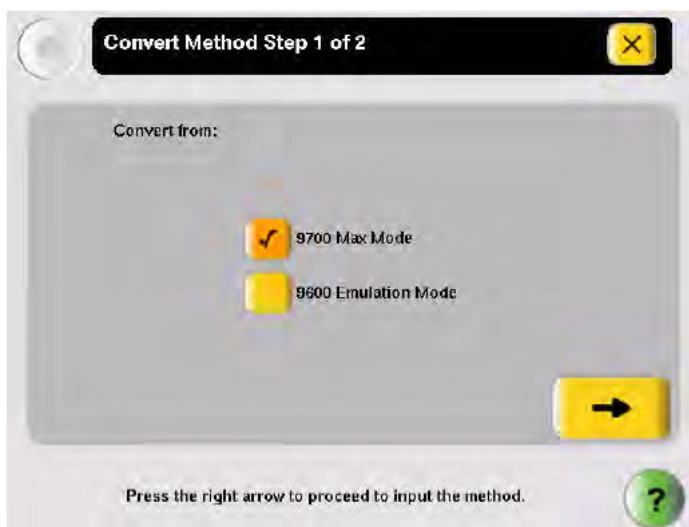 Convert Method Step 1 of 2
Convert from:
9700 Max Mode
9600 Emulation Mode
Press the right arrow to proceed to input the method.
?